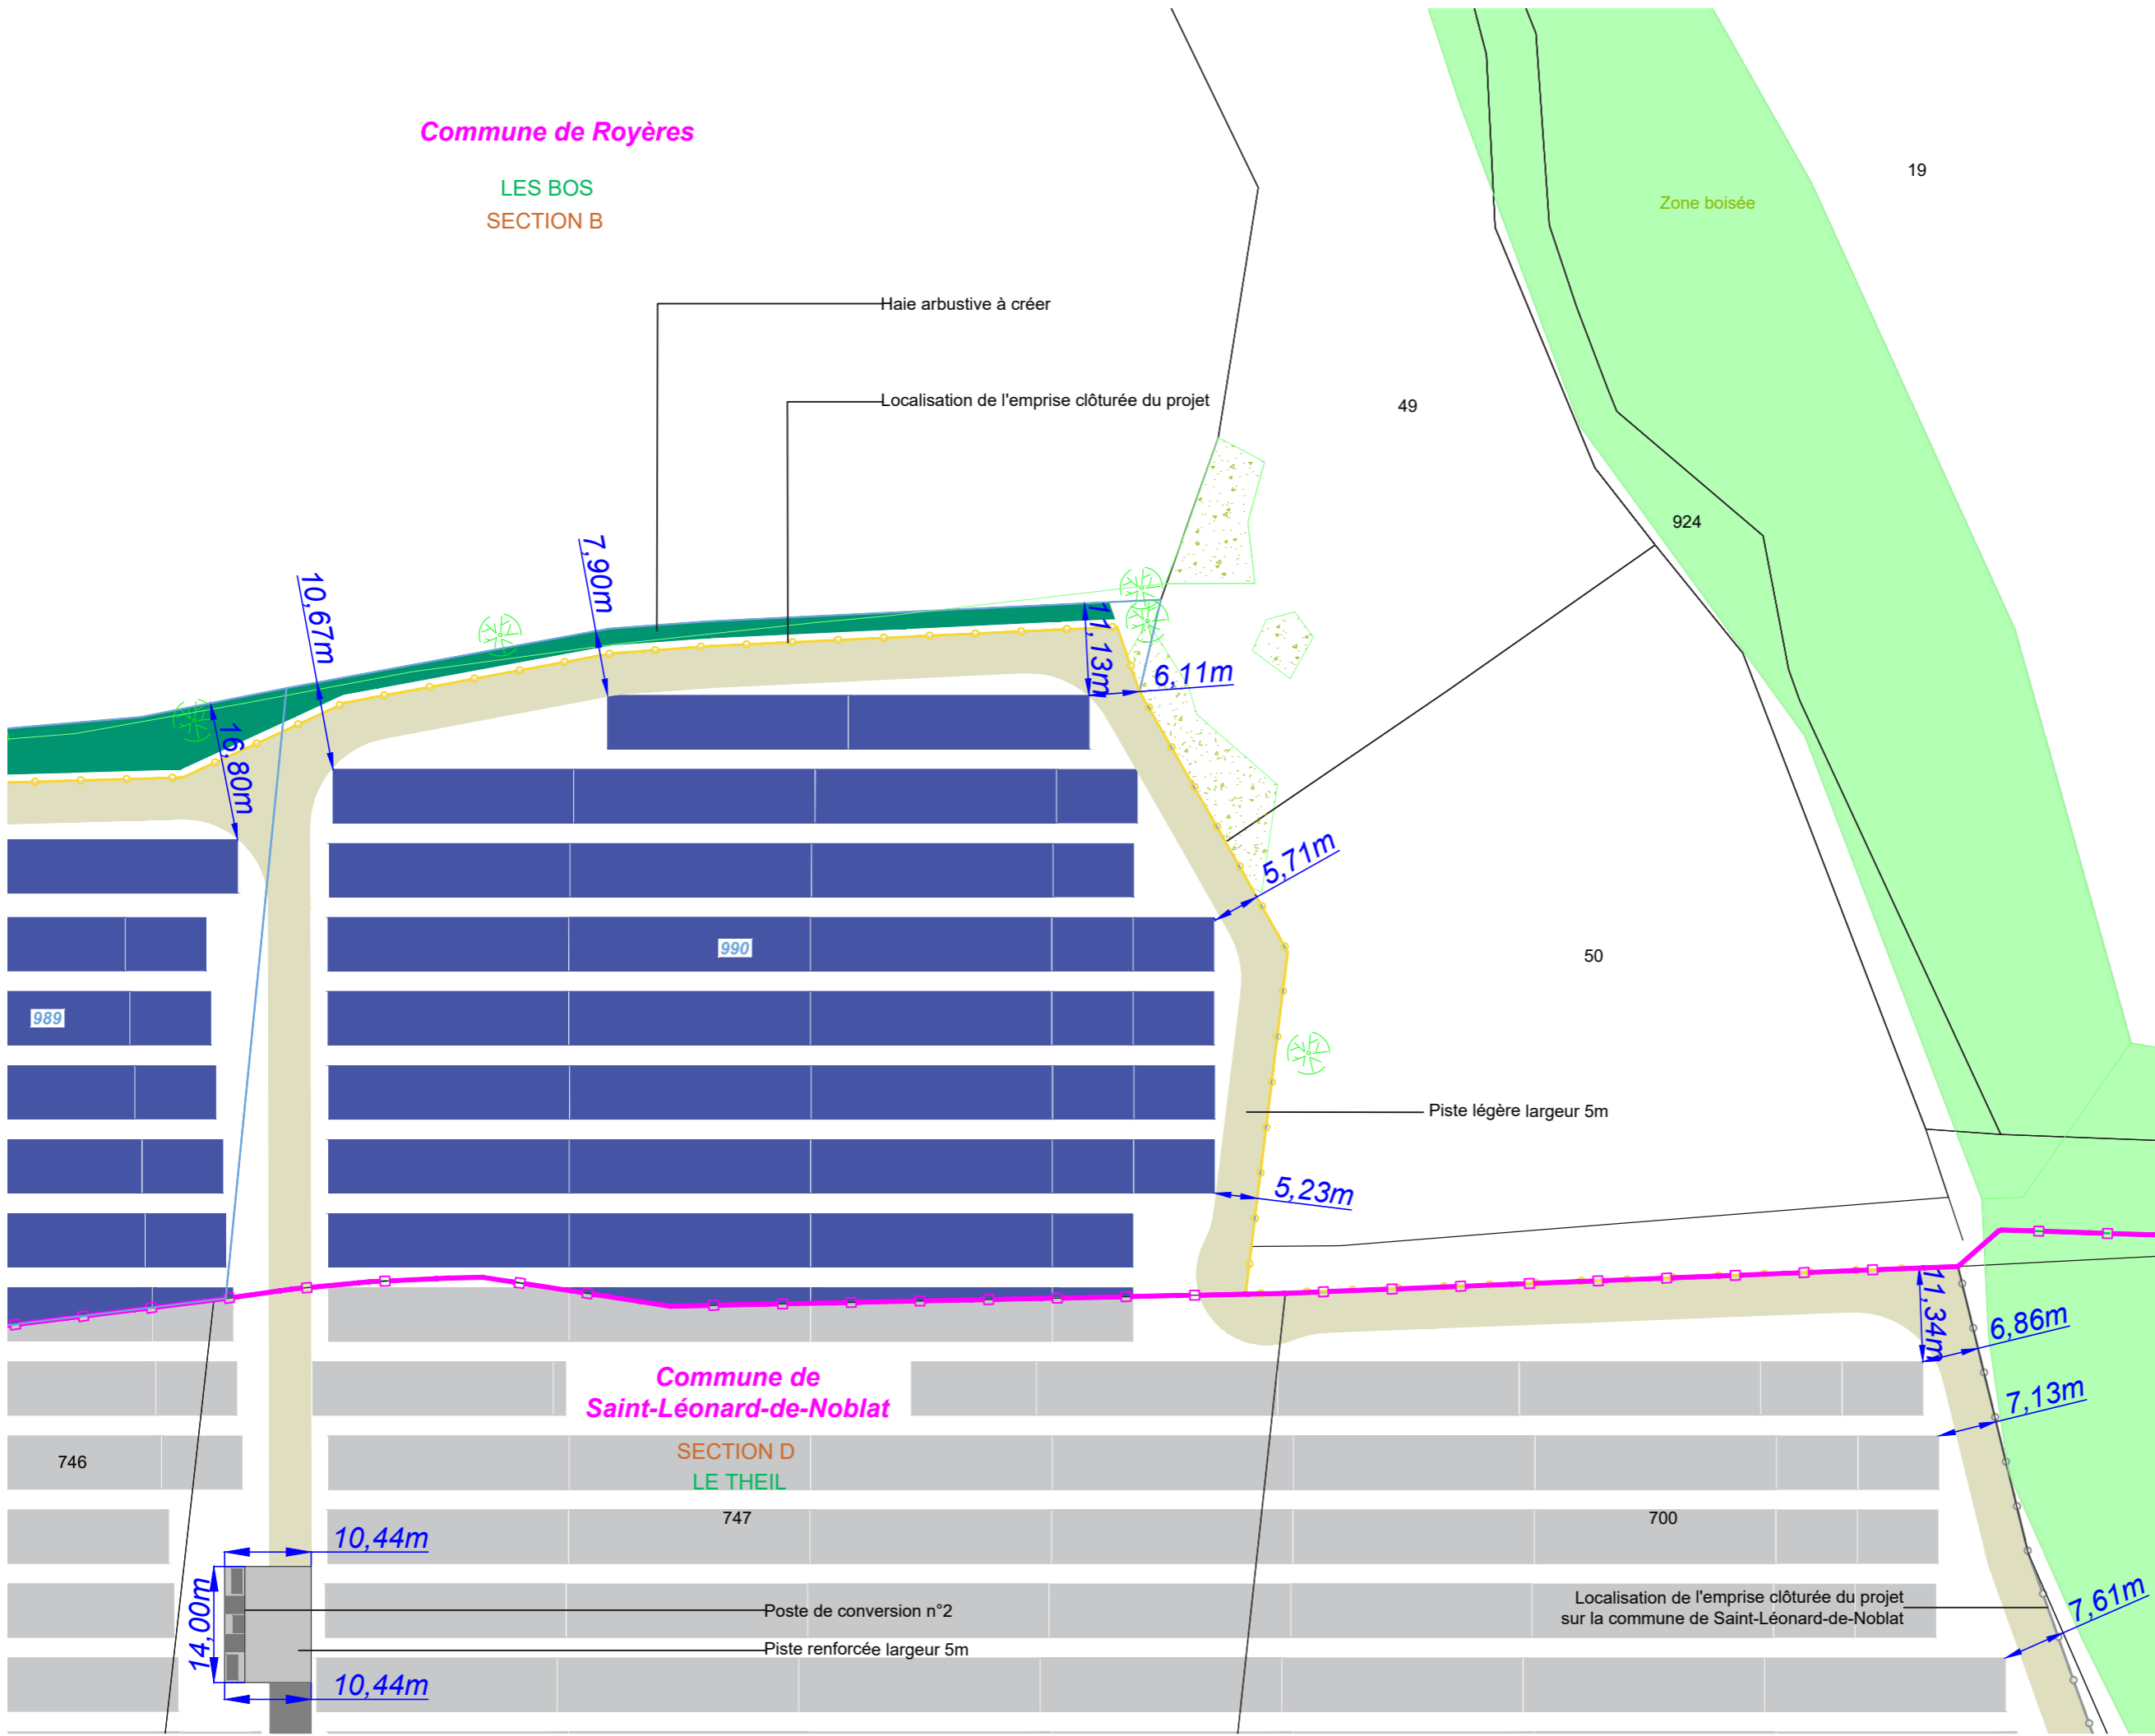 Commune de Royères
LES BOS
SECTION B
19
Zone boisée
Haie arbustive à créer
Localisation de l'emprise clôturée du projet
49
924
7,90m
10,67m
11,13m
6,11m
16,80m
5,71m
990
50
989
Piste légère largeur 5m
5,23m
11,34m
6,86m
Commune de
Saint-Léonard-de-Noblat
7,13m
SECTION D
746
LE THEIL
747
700
10,44m
14,00m
Poste de conversion n°2
Localisation de l'emprise clôturée du projet
sur la commune de Saint-Léonard-de-Noblat
7,61m
Piste renforcée largeur 5m
10,44m